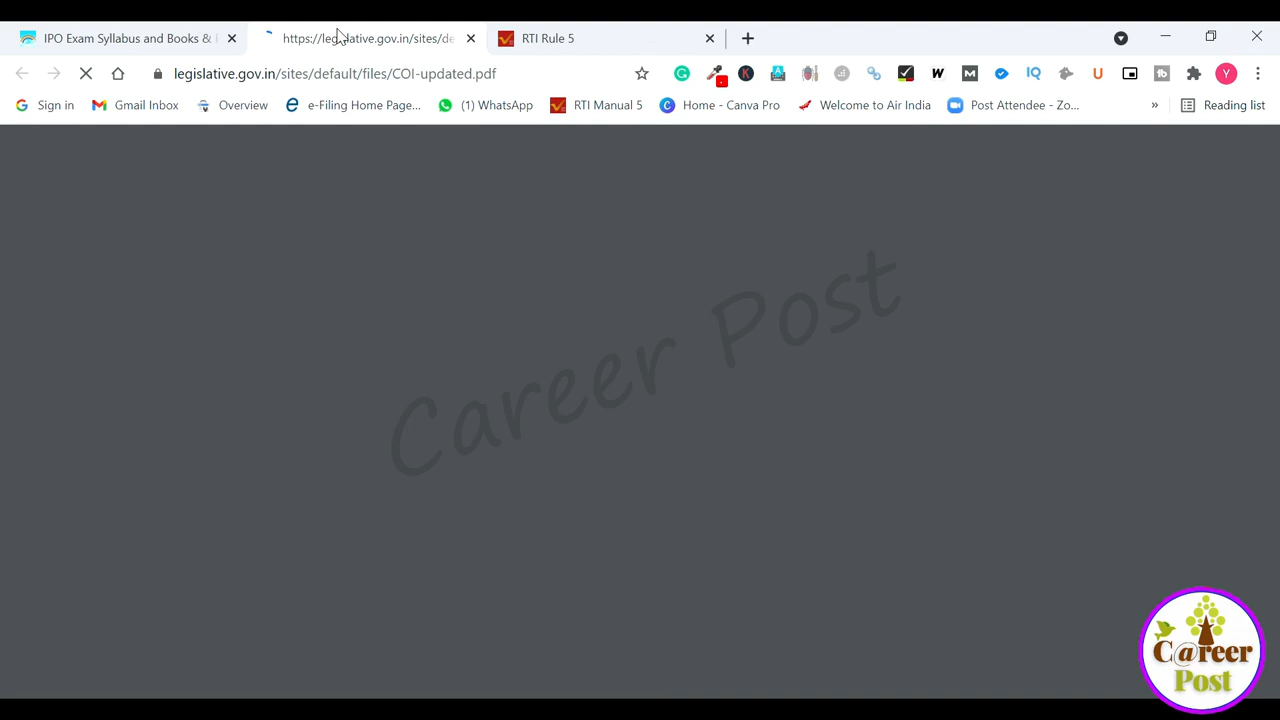 IPO Exam Syllabus and Books &
https://legislative.gov.in/sites/de
RTI Rule 5
legislative.gov.in/sites/default/files/COI-updated.pdf
Sign in
Gmail Inbox
Overview
e-Filing Home Page...
(1) WhatsApp
RTI Manual 5
Home - Canva Pro
Welcome to Air India
Post Attendee - Zo...
»
Reading list
Career Post
C@reer
Post